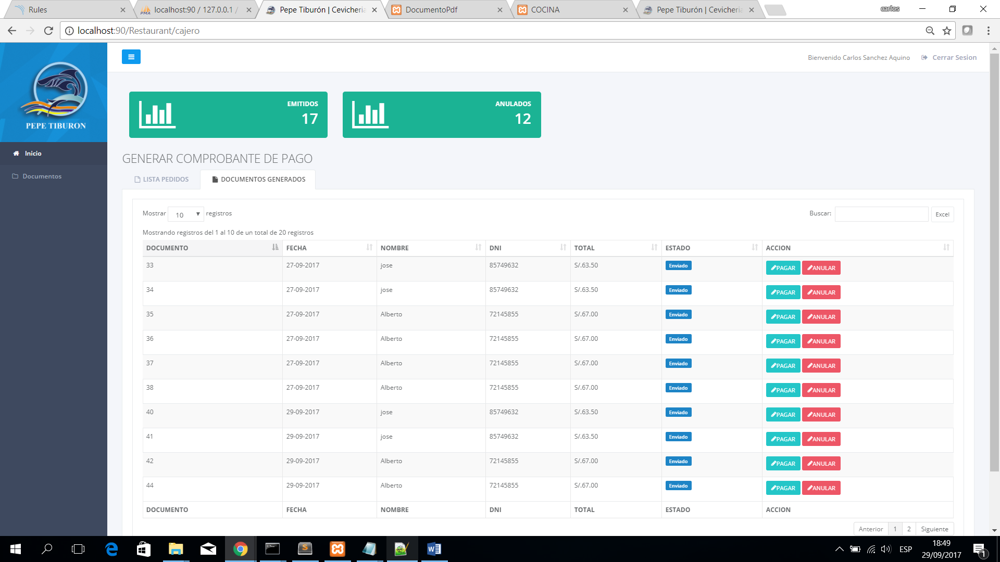 Rules
localhost:90 / 127.0.0.1 /
Pepe Tiburón | Cevicheria
DocumentoPdf
COCINA
Pepe Tiburón | Cevicheria
carlos
localhost:90/Restaurant/cajero
PEPE TIBURON
Bienvenido Carlos Sanchez Aquino
Cerrar Sesion
Inicio
Documentos
EMITIDOS
17
ANULADOS
12
GENERAR COMPROBANTE DE PAGO
LISTA PEDIDOS
DOCUMENTOS GENERADOS
Mostrar 10 registros
Buscar:
Excel
Mostrando registros del 1 al 10 de un total de 20 registros
DOCUMENTO FECHA NOMBRE DNI TOTAL ESTADO ACCION
33 27-09-2017 jose 85749632 S/.63.50 Enviado PAGAR ANULAR
34 27-09-2017 jose 85749632 S/.63.50 Enviado PAGAR ANULAR
35 27-09-2017 Alberto 72145855 S/.67.00 Enviado PAGAR ANULAR
36 27-09-2017 Alberto 72145855 S/.67.00 Enviado PAGAR ANULAR
37 27-09-2017 Alberto 72145855 S/.67.00 Enviado PAGAR ANULAR
38 27-09-2017 Alberto 72145855 S/.67.00 Enviado PAGAR ANULAR
40 29-09-2017 jose 85749632 S/.63.50 Enviado PAGAR ANULAR
41 29-09-2017 jose 85749632 S/.63.50 Enviado PAGAR ANULAR
42 29-09-2017 Alberto 72145855 S/.67.00 Enviado PAGAR ANULAR
44 29-09-2017 Alberto 72145855 S/.67.00 Enviado PAGAR ANULAR
DOCUMENTO FECHA NOMBRE DNI TOTAL ESTADO ACCION
Anterior 1 2 Siguiente
ESP
18:49
29/09/2017
1